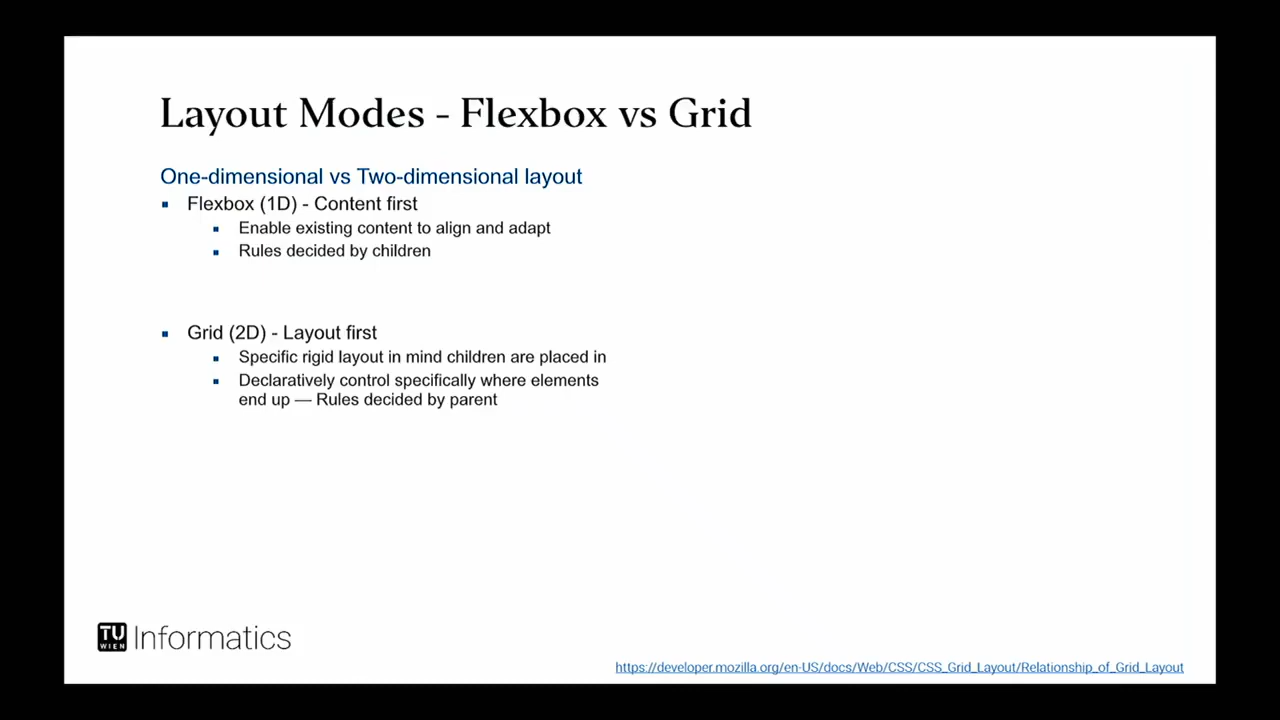 Layout Modes - Flexbox vs Grid
One-dimensional vs Two-dimensional layout
Flexbox (1D) - Content first
Enable existing content to align and adapt
Rules decided by children
Grid (2D) - Layout first
Specific rigid layout in mind children are placed in
Declaratively control specifically where elements
end up — Rules decided by parent
TU
WIEN
Informatics
https://developer.mozilla.org/en-US/docs/Web/CSS/CSS_Grid_Layout/Relationship_of_Grid_Layout